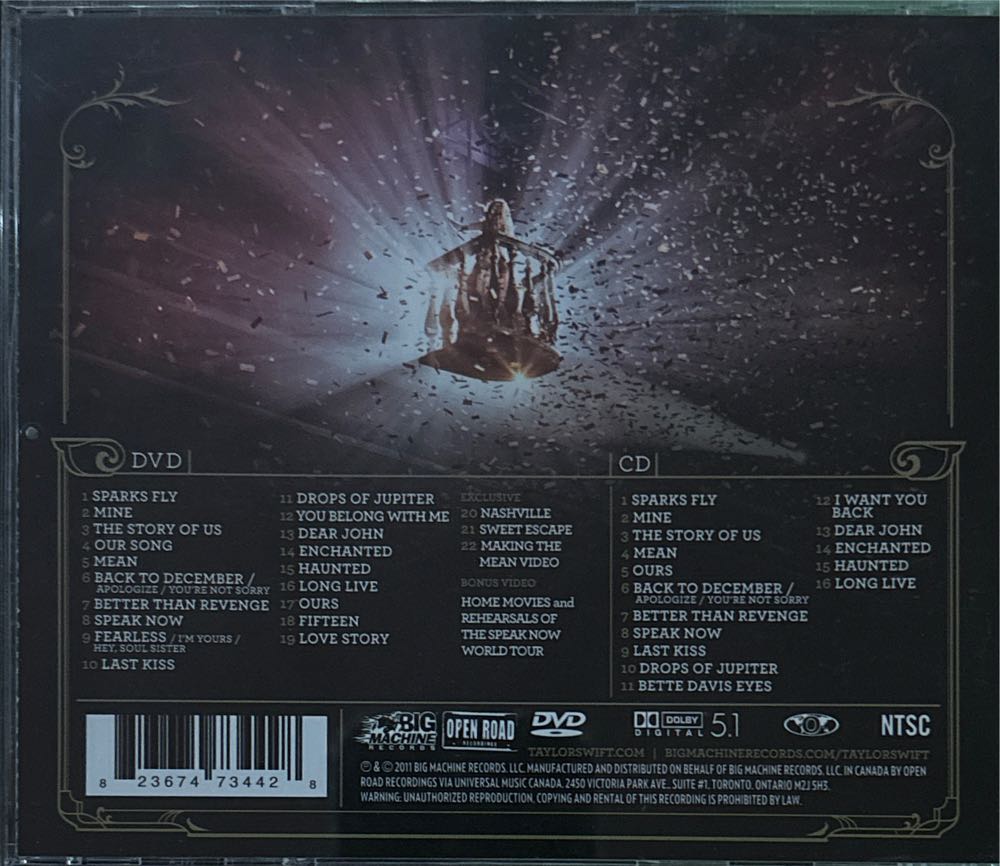 DVD
1 SPARKS FLY
2 MINE
3 THE STORY OF US
4 OUR SONG
5 MEAN
6 BACK TO DECEMBER /
APOLOGIZE / YOU'RE NOT SORRY
7 BETTER THAN REVENGE
8 SPEAK NOW
9 FEARLESS / I'M YOURS /
HEY, SOUL SISTER
10 LAST KISS
11 DROPS OF JUPITER
12 YOU BELONG WITH ME
13 DEAR JOHN
14 ENCHANTED
15 HAUNTED
16 LONG LIVE
17 OURS
18 FIFTEEN
19 LOVE STORY
EXCLUSIVE
20 NASHVILLE
21 SWEET ESCAPE
22 MAKING THE
MEAN VIDEO
BONUS VIDEO
HOME MOVIES and
REHEARSALS OF
THE SPEAK NOW
WORLD TOUR
CD
1 SPARKS FLY
2 MINE
3 THE STORY OF US
4 MEAN
5 OURS
6 BACK TO DECEMBER /
APOLOGIZE / YOU'RE NOT SORRY
7 BETTER THAN REVENGE
8 SPEAK NOW
9 LAST KISS
10 DROPS OF JUPITER
11 BETTE DAVIS EYES
12 I WANT YOU
BACK
13 DEAR JOHN
14 ENCHANTED
15 HAUNTED
16 LONG LIVE
8 23674 73442 8
BIG
MACHINE
RECORDS
OPEN ROAD
RECORDINGS
DVD
DOLBY
DIGITAL 5.1
0
NTSC
TAYLORSWIFT.COM | BIGMACHINERECORDS.COM/TAYLORSWIFT
℗ & © 2011 BIG MACHINE RECORDS, LLC. MANUFACTURED AND DISTRIBUTED ON BEHALF OF BIG MACHINE RECORDS, LLC. IN CANADA BY OPEN
ROAD RECORDINGS VIA UNIVERSAL MUSIC CANADA. 2450 VICTORIA PARK AVE., SUITE #1, TORONTO, ONTARIO M2J 5H3.
WARNING: UNAUTHORIZED REPRODUCTION, COPYING AND RENTAL OF THIS RECORDING IS PROHIBITED BY LAW.